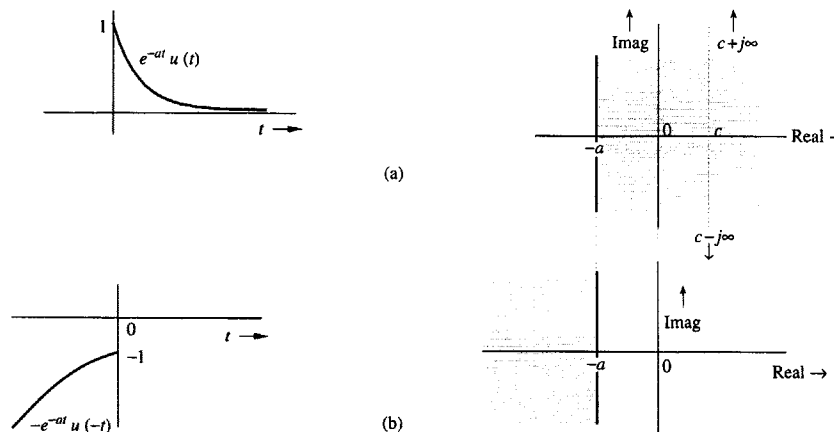 1
e^{-at} u(t)
t →
(a)
↑
Imag
↑
c+j∞
0
c
-a
Real →
c-j∞
↓
0
t →
-1
-e^{-at} u(-t)
(b)
↑
Imag
-a
0
Real →